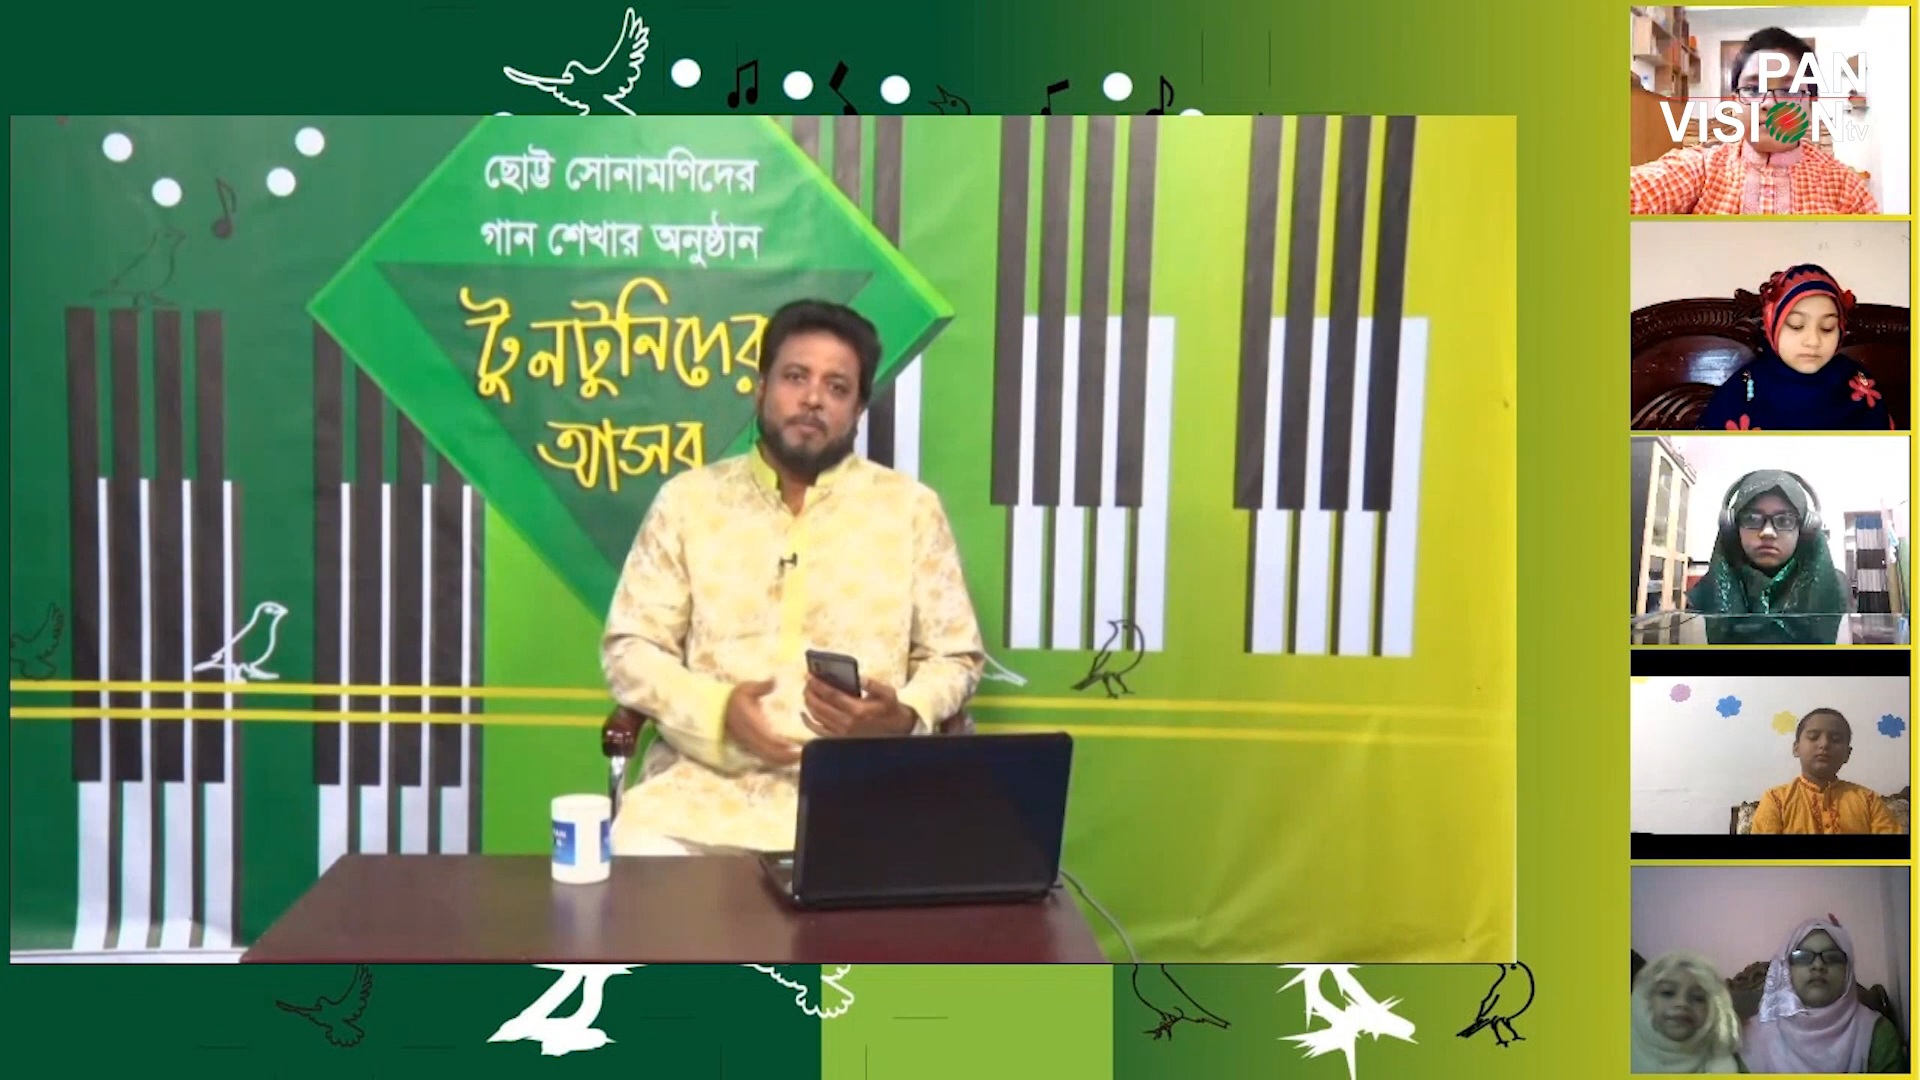 ছোট্ট সোনামণিদের
গান শেখার অনুষ্ঠান
টুনটুনিদের
আসর
PAN
VISION tv